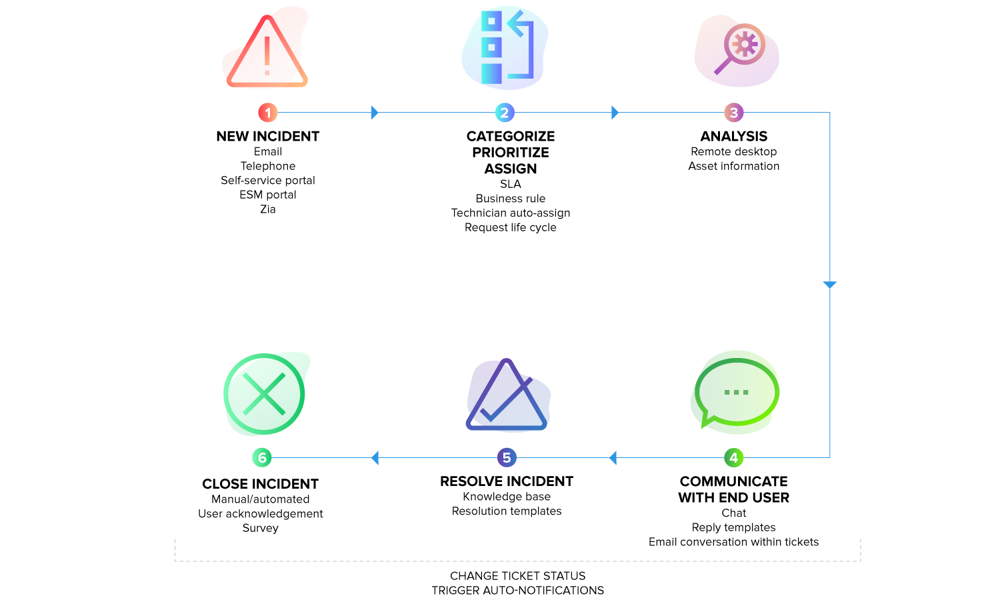 1
NEW INCIDENT
Email
Telephone
Self-service portal
ESM portal
Zia
2
CATEGORIZE
PRIORITIZE
ASSIGN
SLA
Business rule
Technician auto-assign
Request life cycle
3
ANALYSIS
Remote desktop
Asset information
4
COMMUNICATE
WITH END USER
Chat
Reply templates
Email conversation within tickets
5
RESOLVE INCIDENT
Knowledge base
Resolution templates
6
CLOSE INCIDENT
Manual/automated
User acknowledgement
Survey
CHANGE TICKET STATUS
TRIGGER AUTO-NOTIFICATIONS